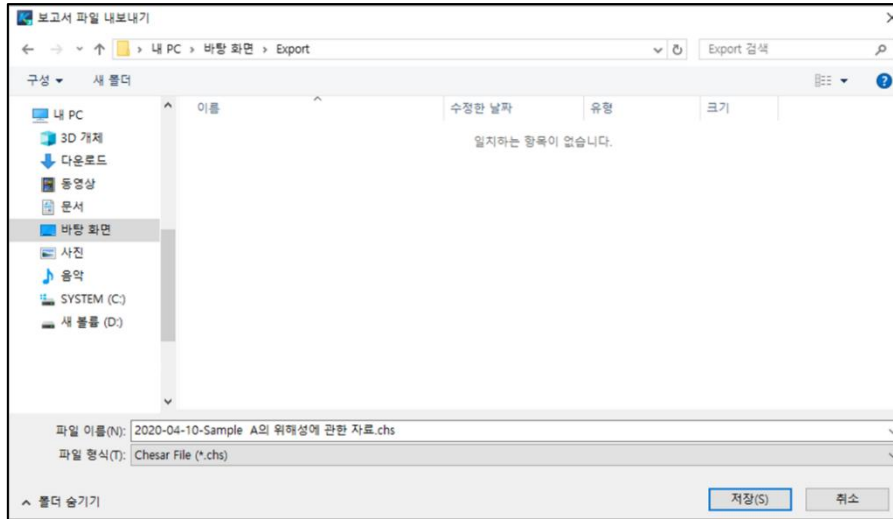 보고서 파일 내보내기
내 PC > 바탕 화면 > Export
Export 검색
구성
새 폴더
이름
수정한 날짜
유형
크기
일치하는 항목이 없습니다.
내 PC
3D 개체
다운로드
동영상
문서
바탕 화면
사진
음악
SYSTEM (C:)
새 볼륨 (D:)
파일 이름(N): 2020-04-10-Sample A의 위해성에 관한 자료.chs
파일 형식(T): Chesar File (*.chs)
폴더 숨기기
저장(S)
취소